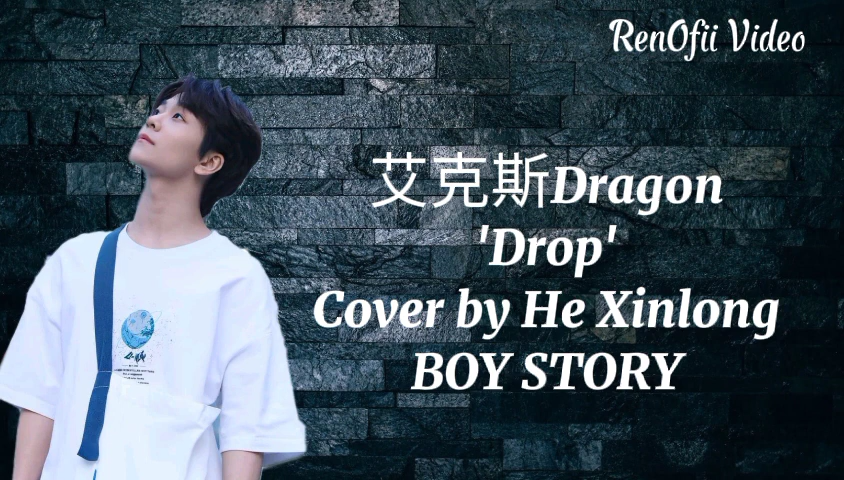 RenOfii Video
艾克斯Dragon
'Drop'
Cover by He Xinlong
BOY STORY